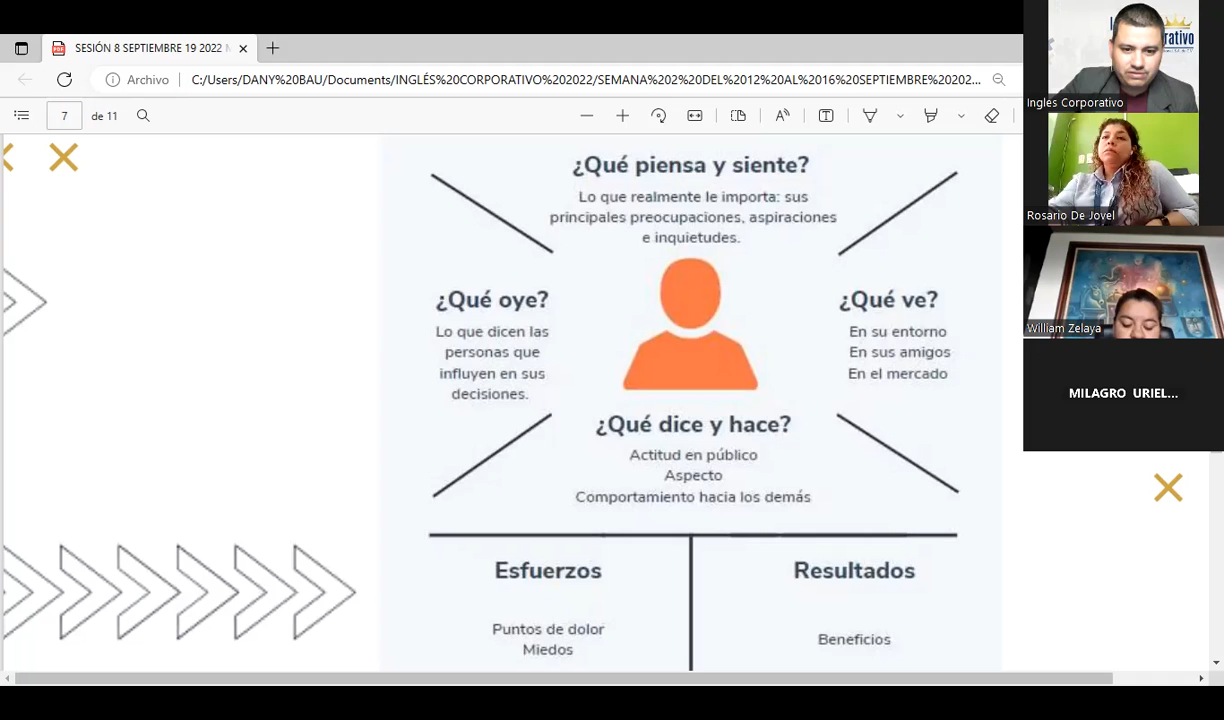 SESIÓN 8 SEPTIEMBRE 19 2022
Archivo
C:/Users/DANY%20BAU/Documents/INGLÉS%20CORPORATIVO%202022/SEMANA%202%20DEL%2012%20AL%2016%20SEPTIEMBRE%20202...
7
de 11
¿Qué piensa y siente?
Lo que realmente le importa: sus
principales preocupaciones, aspiraciones
e inquietudes.
¿Qué oye?
Lo que dicen las
personas que
influyen en sus
decisiones.
¿Qué ve?
En su entorno
En sus amigos
En el mercado
¿Qué dice y hace?
Actitud en público
Aspecto
Comportamiento hacia los demás
Esfuerzos
Puntos de dolor
Miedos
Resultados
Beneficios
Inglés Corporativo
Rosario De Jovel
William Zelaya
MILAGRO URIEL...